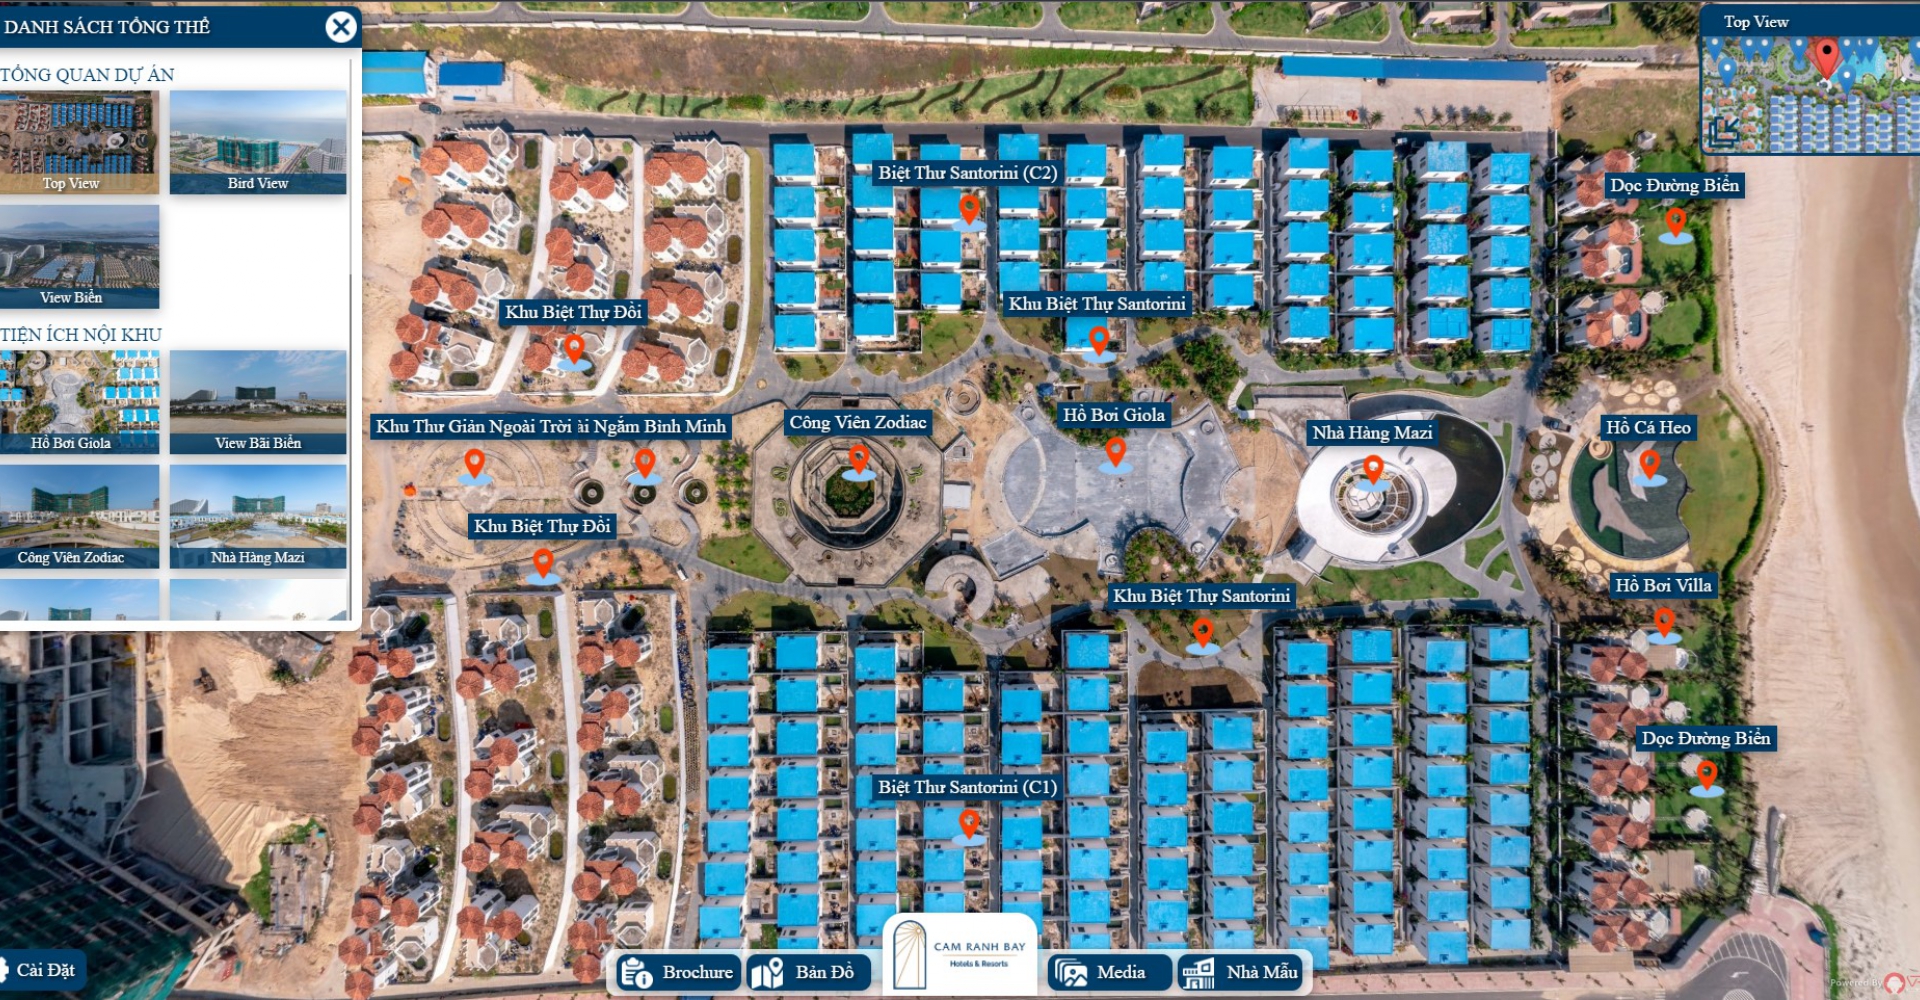 DANH SÁCH TỔNG THỂ
TỔNG QUAN DỰ ÁN
Top View
Bird View
View Biển
TIỆN ÍCH NỘI KHU
Hồ Bơi Giola
View Bãi Biển
Công Viên Zodiac
Nhà Hàng Mazi
Top View
Biệt Thư Santorini (C2)
Dọc Đường Biển
Khu Biệt Thự Đồi
Khu Biệt Thự Santorini
Khu Thư Giãn Ngoài Trời
ài Ngắm Bình Minh
Công Viên Zodiac
Hồ Bơi Giola
Nhà Hàng Mazi
Hồ Cá Heo
Khu Biệt Thự Đồi
Khu Biệt Thự Santorini
Hồ Bơi Villa
Dọc Đường Biển
Biệt Thư Santorini (C1)
Cài Đặt
Brochure
Bản Đồ
CAM RANH BAY
Hotels & Resorts
Media
Nhà Mẫu
Powered By